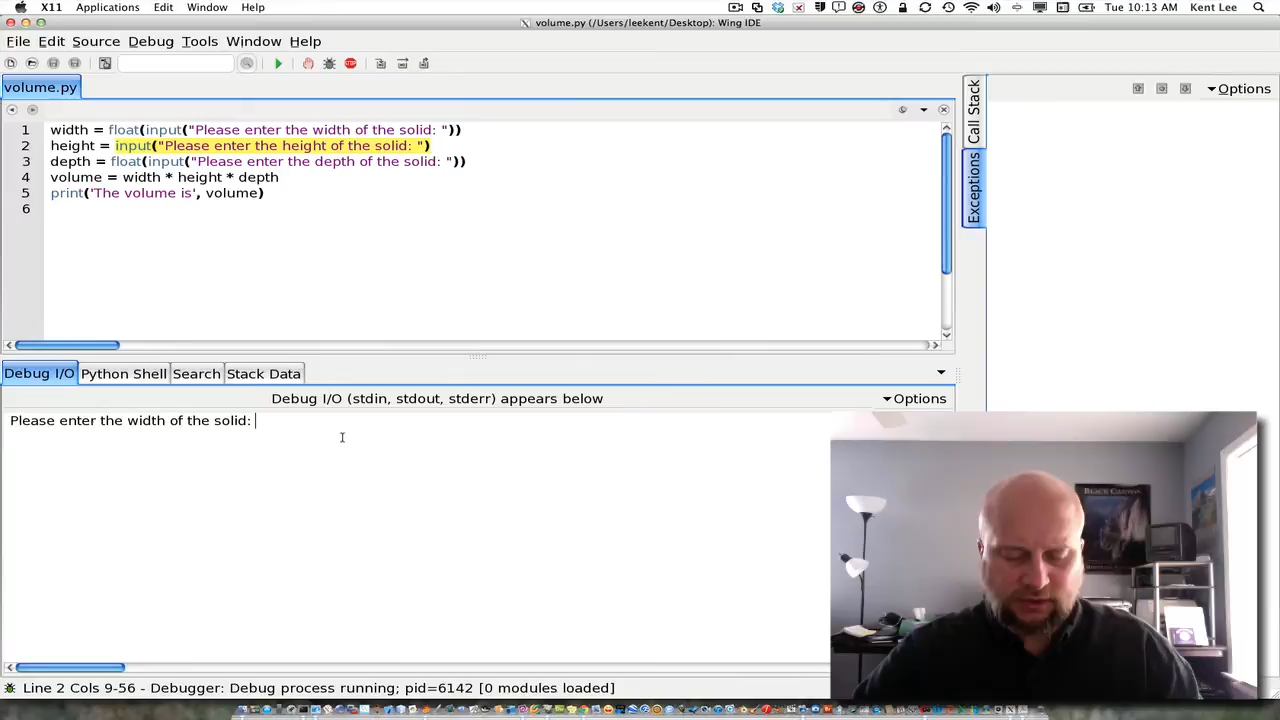 X11 Applications Edit Window Help Tue 10:13 AM Kent Lee
volume.py (/Users/leekent/Desktop): Wing IDE
File Edit Source Debug Tools Window Help
volume.py
Options
1 width = float(input("Please enter the width of the solid: "))
2 height = input("Please enter the height of the solid: ")
3 depth = float(input("Please enter the depth of the solid: "))
4 volume = width * height * depth
5 print('The volume is', volume)
6
Call Stack
Exceptions
Debug I/O Python Shell Search Stack Data
Debug I/O (stdin, stdout, stderr) appears below
Options
Please enter the width of the solid:
BLACK CANYON
Line 2 Cols 9-56 - Debugger: Debug process running; pid=6142 [0 modules loaded]